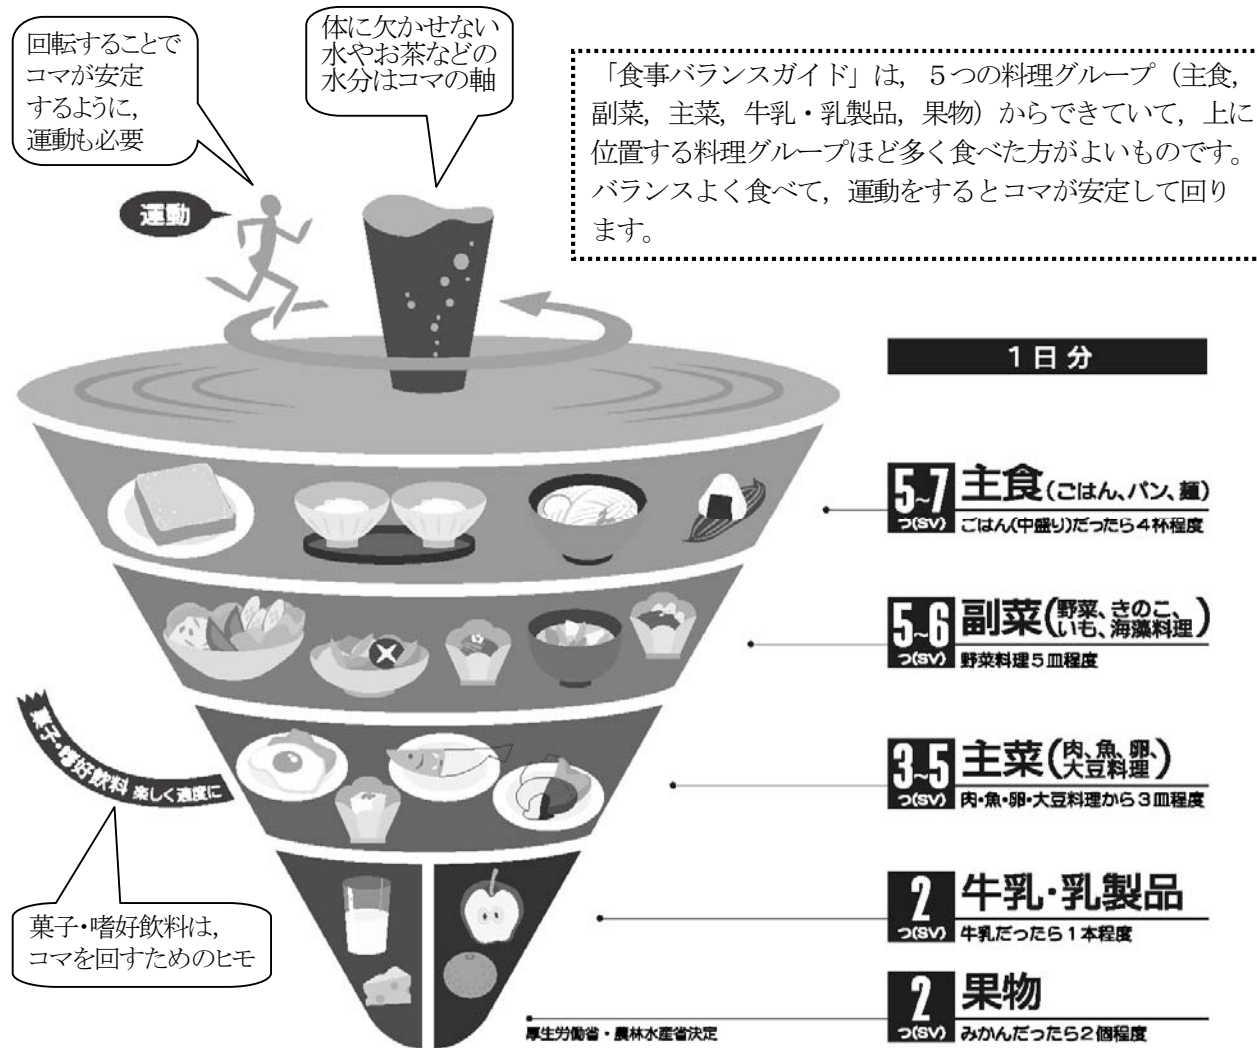 回転することで
コマが安定
するように，
運動も必要
体に欠かせない
水やお茶などの
水分はコマの軸
「食事バランスガイド」は，５つの料理グループ（主食，
副菜，主菜，牛乳・乳製品，果物）からできていて，上に
位置する料理グループほど多く食べた方がよいものです。
バランスよく食べて，運動をするとコマが安定して回り
ます。
運動
1日分
5~7
つ(SV)
主食(ごはん、パン、麺)
ごはん(中盛り)だったら4杯程度
5~6
つ(SV)
副菜(野菜、きのこ、
いも、海藻料理)
野菜料理5皿程度
3~5
つ(SV)
主菜(肉、魚、卵、
大豆料理)
肉・魚・卵・大豆料理から3皿程度
2
つ(SV)
牛乳・乳製品
牛乳だったら1本程度
2
つ(SV)
果物
みかんだったら2個程度
菓子・嗜好飲料 楽しく適度に
菓子・嗜好飲料は，
コマを回すためのヒモ
厚生労働省・農林水産省決定